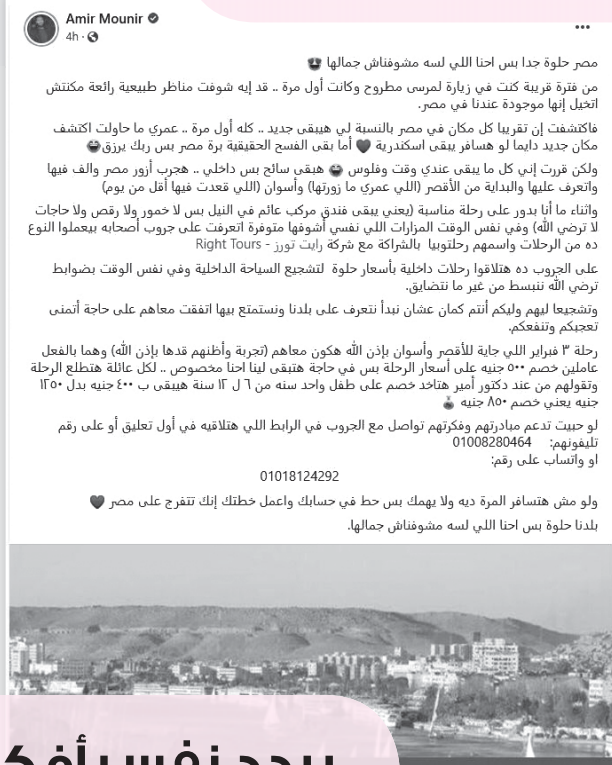 Amir Mounir
4h ·
مصر حلوة جدا بس احنا اللي لسه مشوفناش جمالها
من فترة قريبة كنت في زيارة لمرسى مطروح وكانت أول مرة .. قد إيه شوفت مناظر طبيعية رائعة مكنتش
اتخيل إنها موجودة عندنا في مصر.
فاكتشفت إن تقريبا كل مكان في مصر بالنسبة لي هيبقى جديد .. كله أول مرة .. عمري ما حاولت اكتشف
مكان جديد دايما لو هسافر يبقى اسكندرية 🖤 أما بقى الفسح الحقيقية برة مصر بس ربك يرزق😂
ولكن قررت إني كل ما يبقى عندي وقت وفلوس 😂 هبقى سائح بس داخلي .. هجرب أزور مصر والف فيها
واتعرف عليها والبداية من الأقصر (اللي عمري ما زورتها) وأسوان (اللي قعدت فيها أقل من يوم)
واثناء ما أنا بدور على رحلة مناسبة (يعني يبقى فندق مركب عائم في النيل بس لا خمور ولا رقص ولا حاجات
لا ترضي الله) وفي نفس الوقت المزارات اللي نفسي أشوفها متوفرة اتعرفت على جروب أصحابه بيعملوا النوع
ده من الرحلات واسمهم رحلتوبيا بالشراكة مع شركة رايت تورز - Right Tours
على الجروب ده هتلاقوا رحلات داخلية بأسعار حلوة لتشجيع السياحة الداخلية وفي نفس الوقت بضوابط
ترضي الله ننبسط من غير ما نتضايق.
وتشجيعا ليهم وليكم أنتم كمان عشان نبدأ نتعرف على بلدنا ونستمتع بيها اتفقت معاهم على حاجة أتمنى
تعجبكم وتنفعكم.
رحلة ٣ فبراير اللي جاية للأقصر وأسوان بإذن الله هكون معاهم (تجربة وأظنهم قدها بإذن الله) وهما بالفعل
عاملين خصم ٥٠٠ جنيه على أسعار الرحلة بس في حاجة هتبقى لينا احنا مخصوص .. لكل عائلة هتطلع الرحلة
وتقولهم من عند دكتور أمير هتاخد خصم على طفل واحد سنه من ٦ ل ١٢ سنة هيبقى ب ٤٠٠ جنيه بدل ١٢٥٠
جنيه يعني خصم ٨٥٠ جنيه
لو حبيت تدعم مبادرتهم وفكرتهم تواصل مع الجروب في الرابط اللي هتلاقيه في أول تعليق أو على رقم
تليفونهم: 01008280464
او واتساب على رقم:
01018124292
ولو مش هتسافر المرة ديه ولا يهمك بس حط في حسابك واعمل خطتك إنك تتفرج على مصر 🖤
بلدنا حلوة بس احنا اللي لسه مشوفناش جمالها.